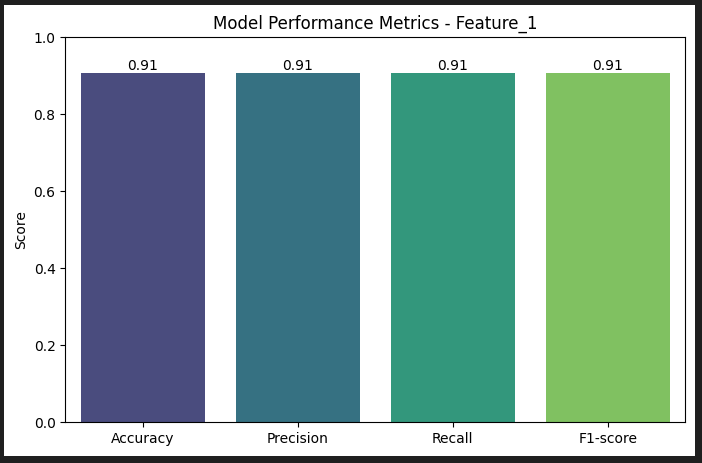 Model Performance Metrics - Feature_1
1.0
0.8
0.6
0.4
0.2
0.0
Score
0.91 0.91 0.91 0.91
Accuracy Precision Recall F1-score